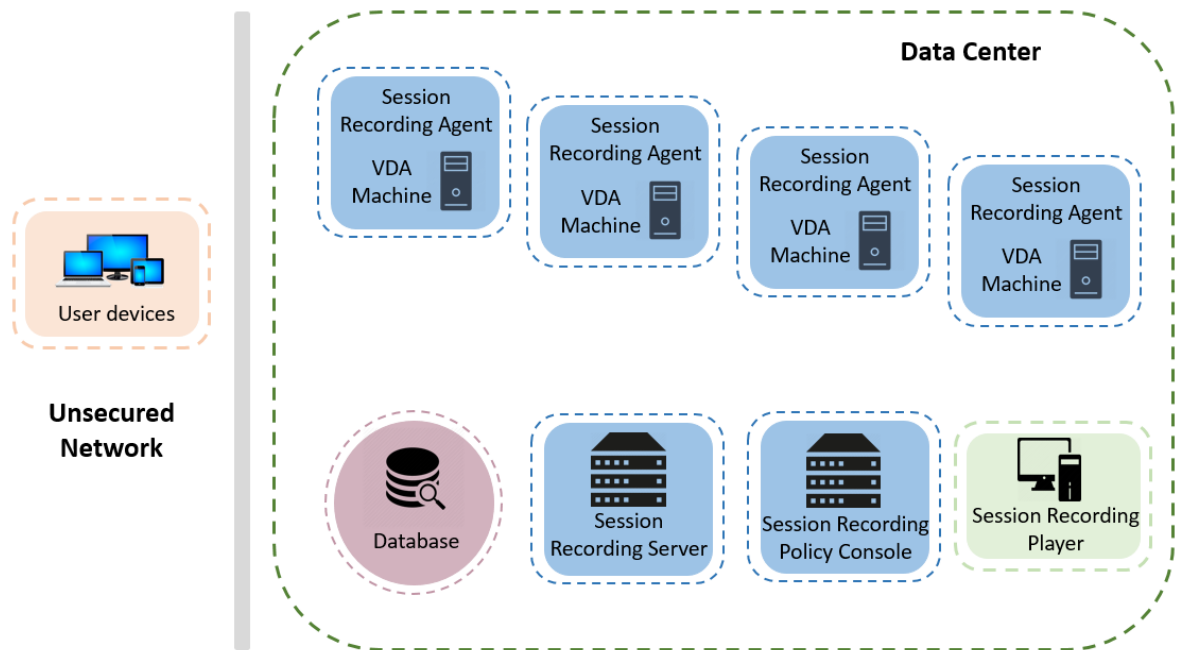 Data Center
Session
Recording Agent
VDA
Machine
Session
Recording Agent
VDA
Machine
Session
Recording Agent
VDA
Machine
Session
Recording Agent
VDA
Machine
User devices
Unsecured
Network
Database
Session
Recording Server
Session Recording
Policy Console
Session Recording
Player